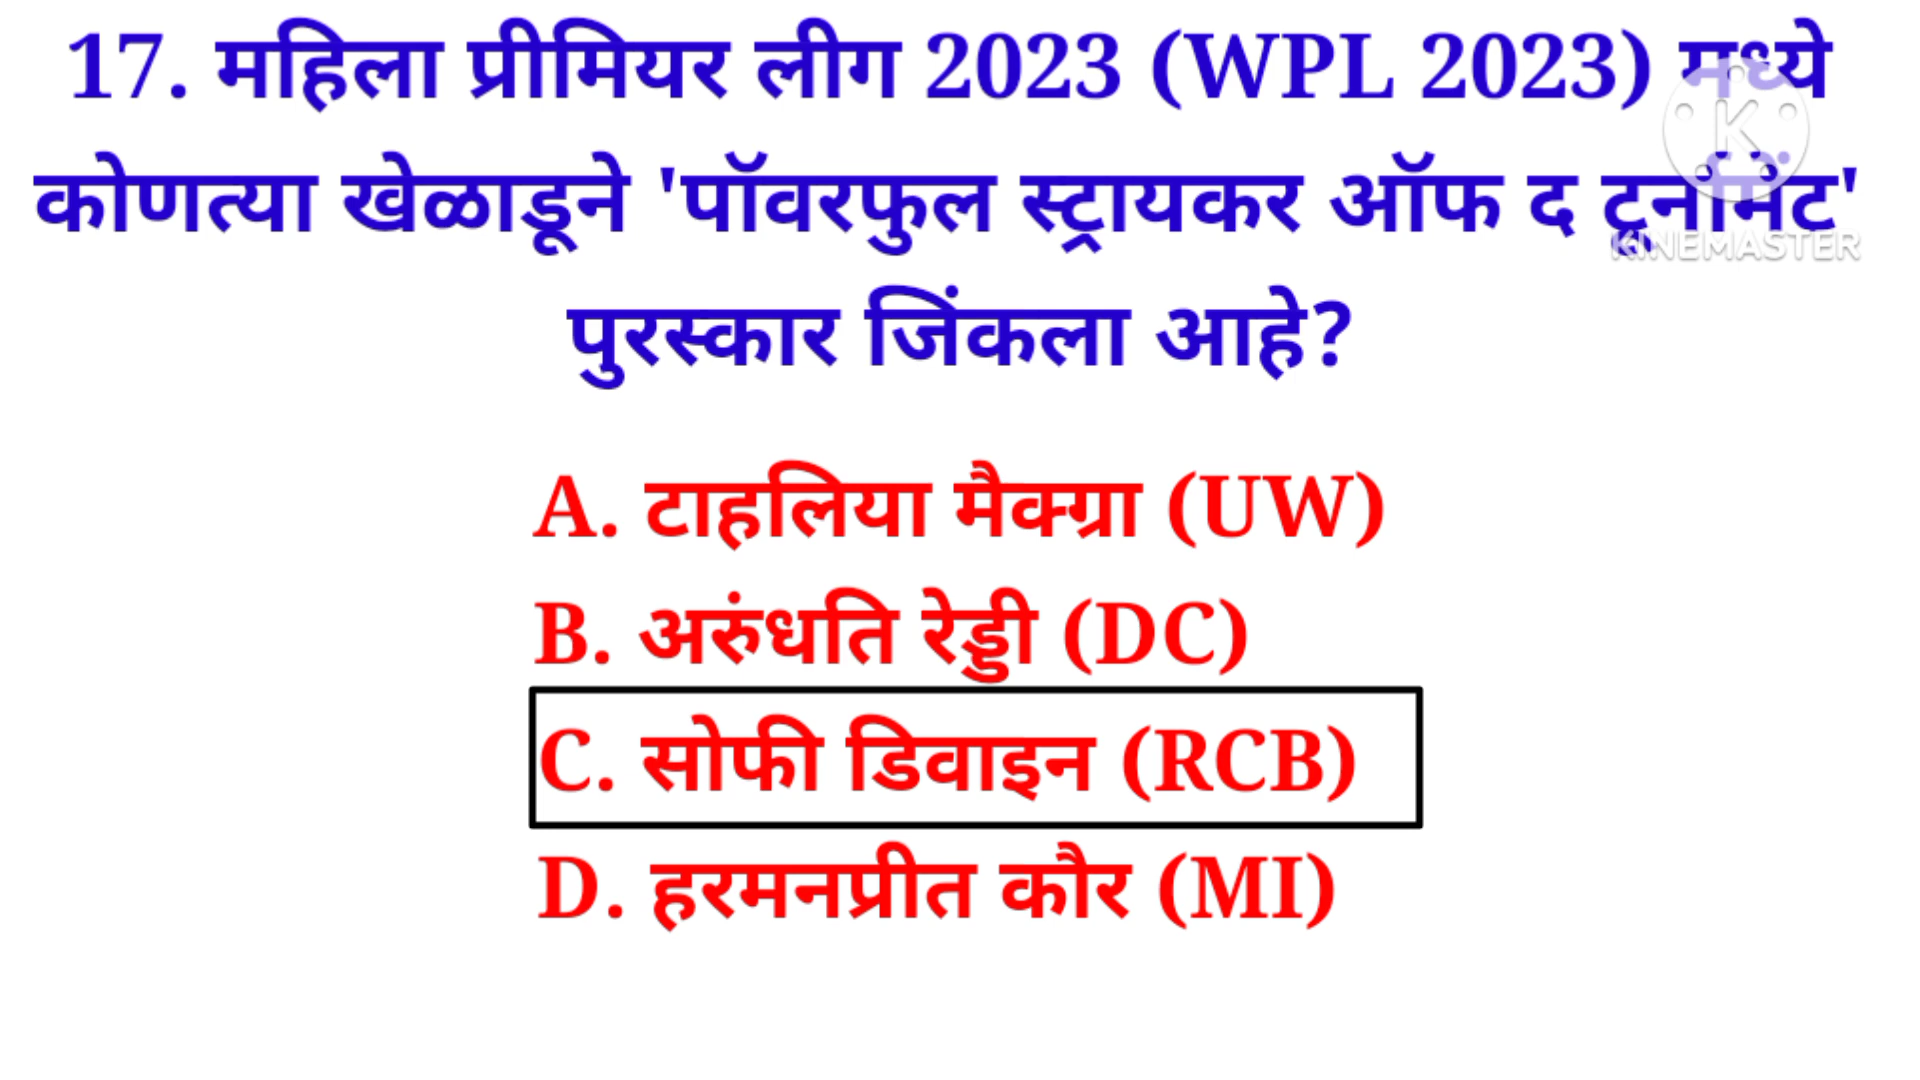 17. महिला प्रीमियर लीग 2023 (WPL 2023) मध्ये
कोणत्या खेळाडूने 'पॉवरफुल स्ट्रायकर ऑफ द टूर्नामेंट'
KINEMASTER
पुरस्कार जिंकला आहे?
A. टाहलिया मैक्ग्रा (UW)
B. अरुंधति रेड्डी (DC)
C. सोफी डिवाइन (RCB)
D. हरमनप्रीत कौर (MI)